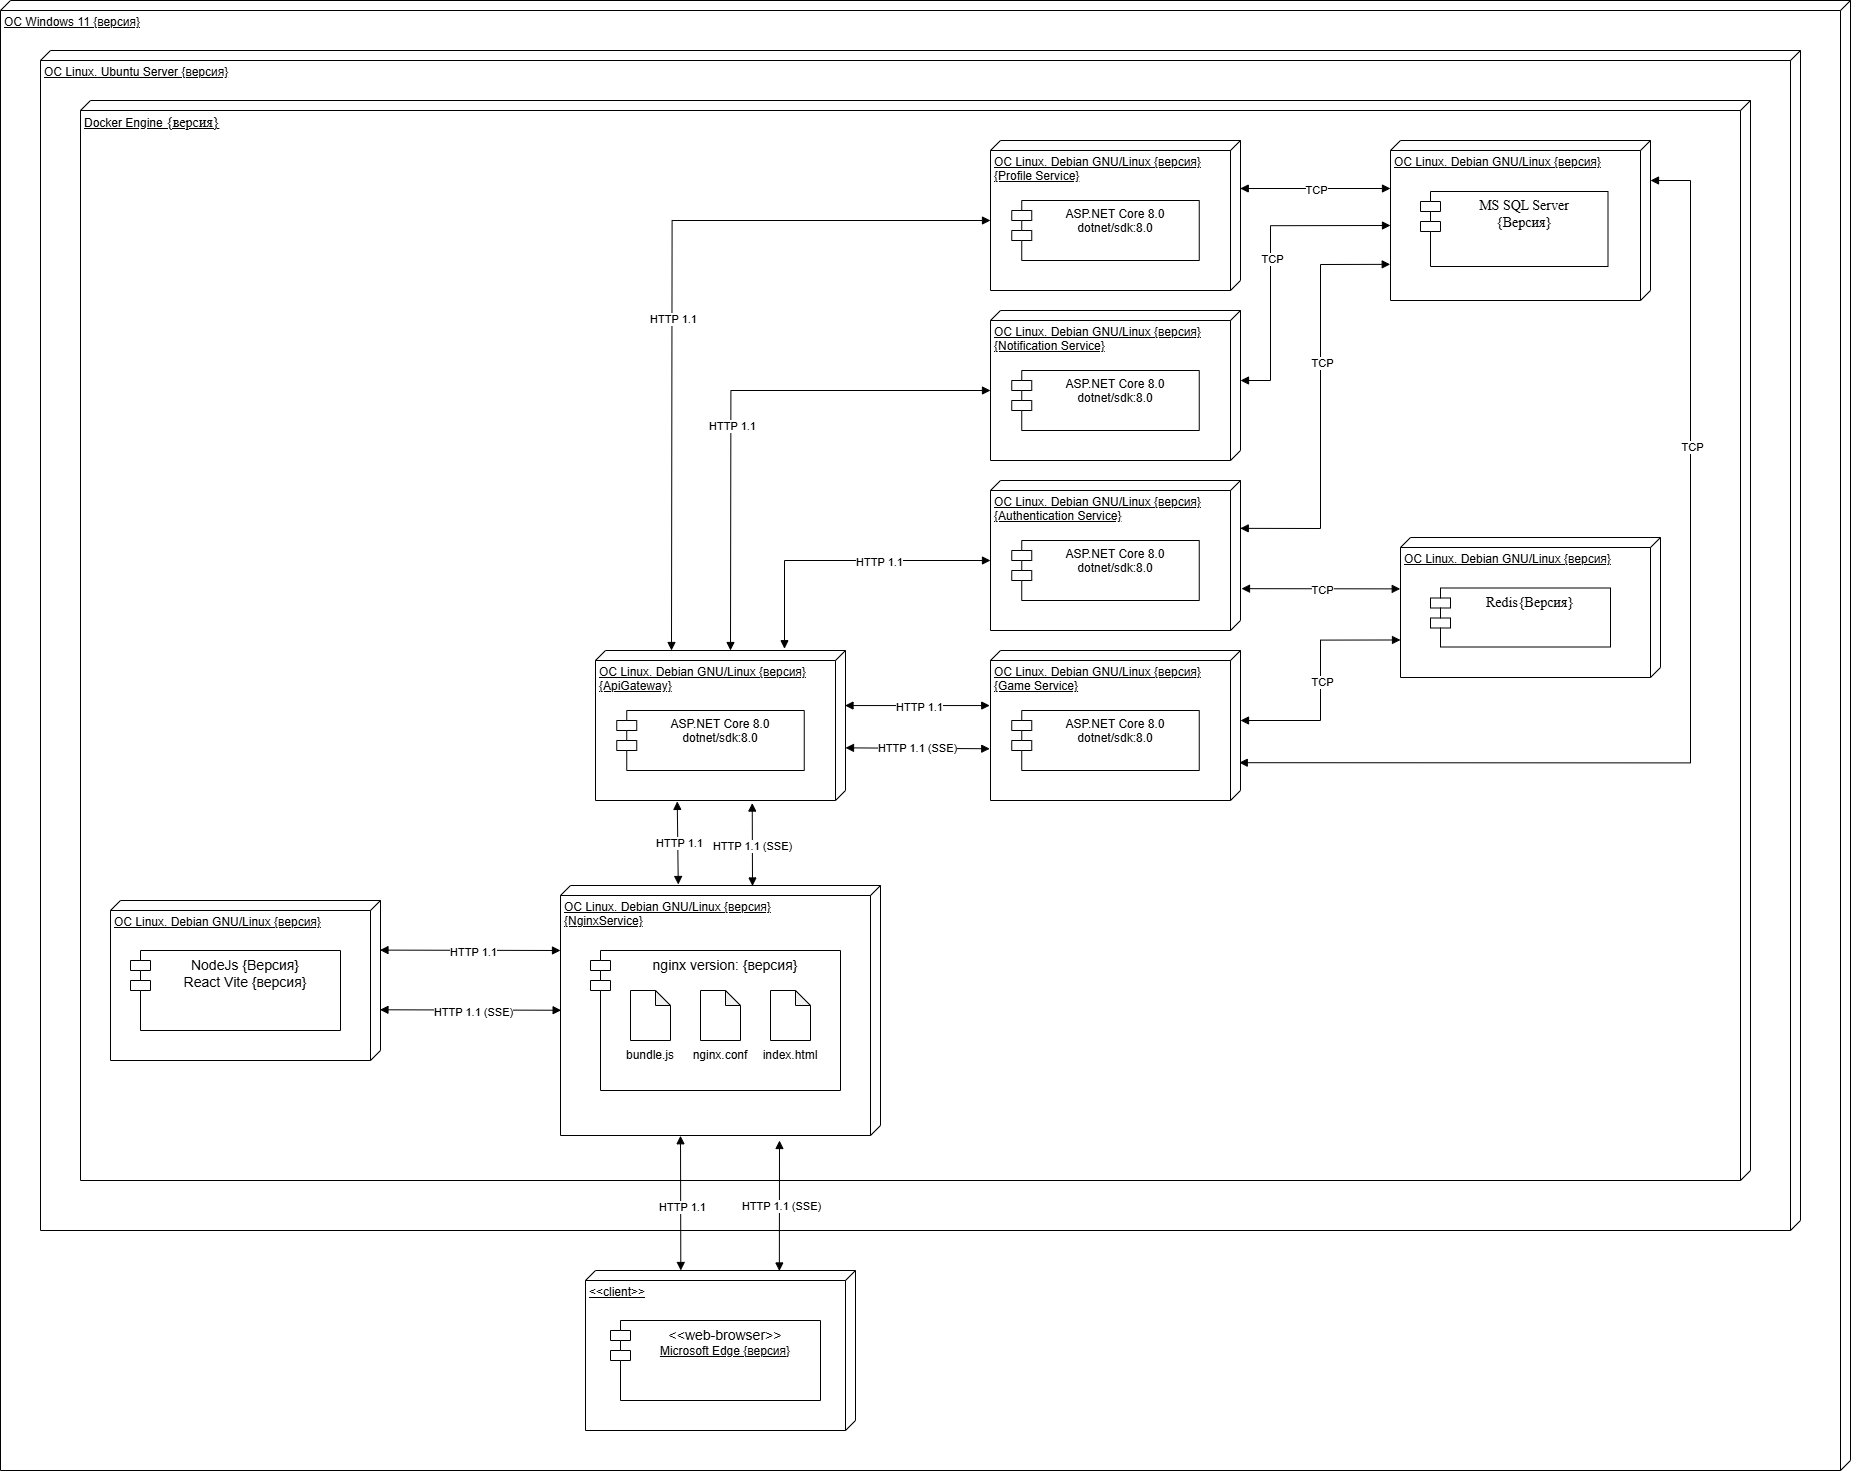 ОС Windows 11 {версия}
ОС Linux. Ubuntu Server {версия}
Docker Engine {версия}
ОС Linux. Debian GNU/Linux {версия}
{Profile Service}
ASP.NET Core 8.0
dotnet/sdk:8.0
TCP
ОС Linux. Debian GNU/Linux {версия}
MS SQL Server
{Версия}
TCP
HTTP 1.1
ОС Linux. Debian GNU/Linux {версия}
{Notification Service}
ASP.NET Core 8.0
dotnet/sdk:8.0
TCP
HTTP 1.1
TCP
ОС Linux. Debian GNU/Linux {версия}
{Authentication Service}
ASP.NET Core 8.0
dotnet/sdk:8.0
HTTP 1.1
TCP
ОС Linux. Debian GNU/Linux {версия}
Redis{Версия}
ОС Linux. Debian GNU/Linux {версия}
{ApiGateway}
ASP.NET Core 8.0
dotnet/sdk:8.0
HTTP 1.1
HTTP 1.1 (SSE)
ОС Linux. Debian GNU/Linux {версия}
{Game Service}
ASP.NET Core 8.0
dotnet/sdk:8.0
TCP
HTTP 1.1
HTTP 1.1 (SSE)
ОС Linux. Debian GNU/Linux {версия}
NodeJs {Версия}
React Vite {версия}
HTTP 1.1
HTTP 1.1 (SSE)
ОС Linux. Debian GNU/Linux {версия}
{NginxService}
nginx version: {версия}
bundle.js
nginx.conf
index.html
HTTP 1.1
HTTP 1.1 (SSE)
<<client>>
<<web-browser>>
Microsoft Edge {версия}